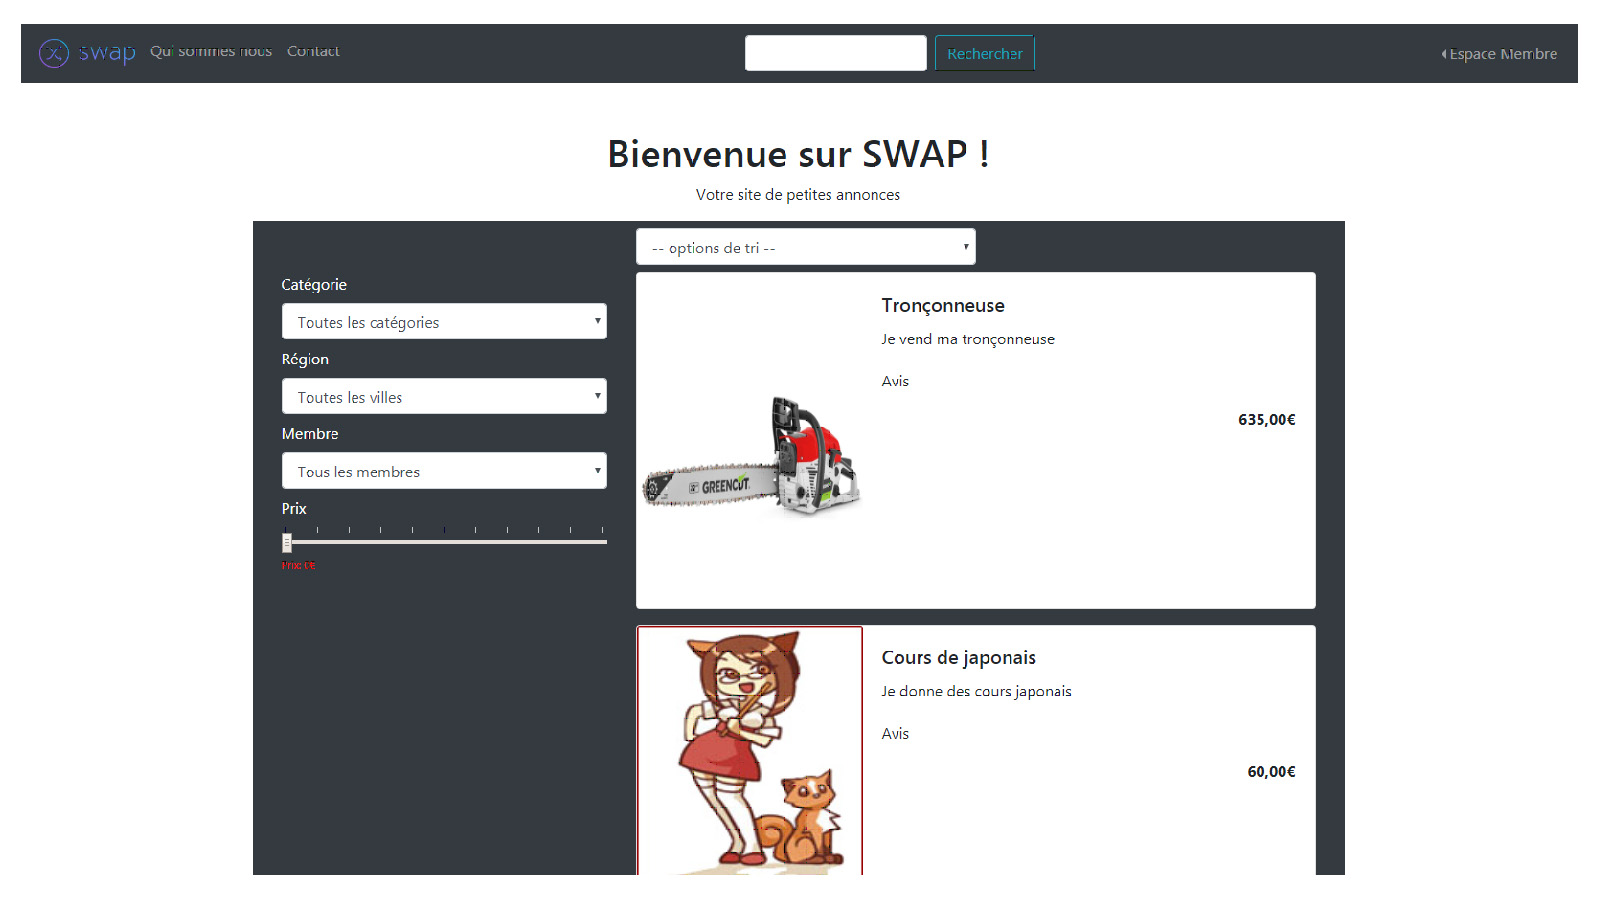 swap Qui sommes nous Contact Rechercher Espace Membre
Bienvenue sur SWAP !
Votre site de petites annonces
-- options de tri --
Catégorie
Toutes les catégories
Région
Toutes les villes
Membre
Tous les membres
Prix
Tronçonneuse
Je vend ma tronçonneuse
Avis
635,00€
GREENCUT
Cours de japonais
Je donne des cours japonais
Avis
60,00€